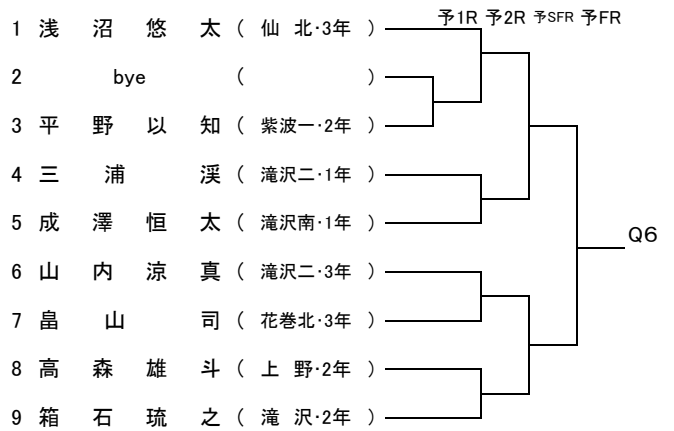 予1R 予2R 予SFR 予FR
1 浅 沼 悠 太 ( 仙 北・3年 )
2 bye ( )
3 平 野 以 知 ( 紫波一・2年 )
4 三 浦 渓 ( 滝沢二・1年 )
5 成 澤 恒 太 ( 滝沢南・1年 )
Q6
6 山 内 涼 真 ( 滝沢二・3年 )
7 畠 山 司 ( 花巻北・3年 )
8 高 森 雄 斗 ( 上 野・2年 )
9 箱 石 琉 之 ( 滝 沢・2年 )